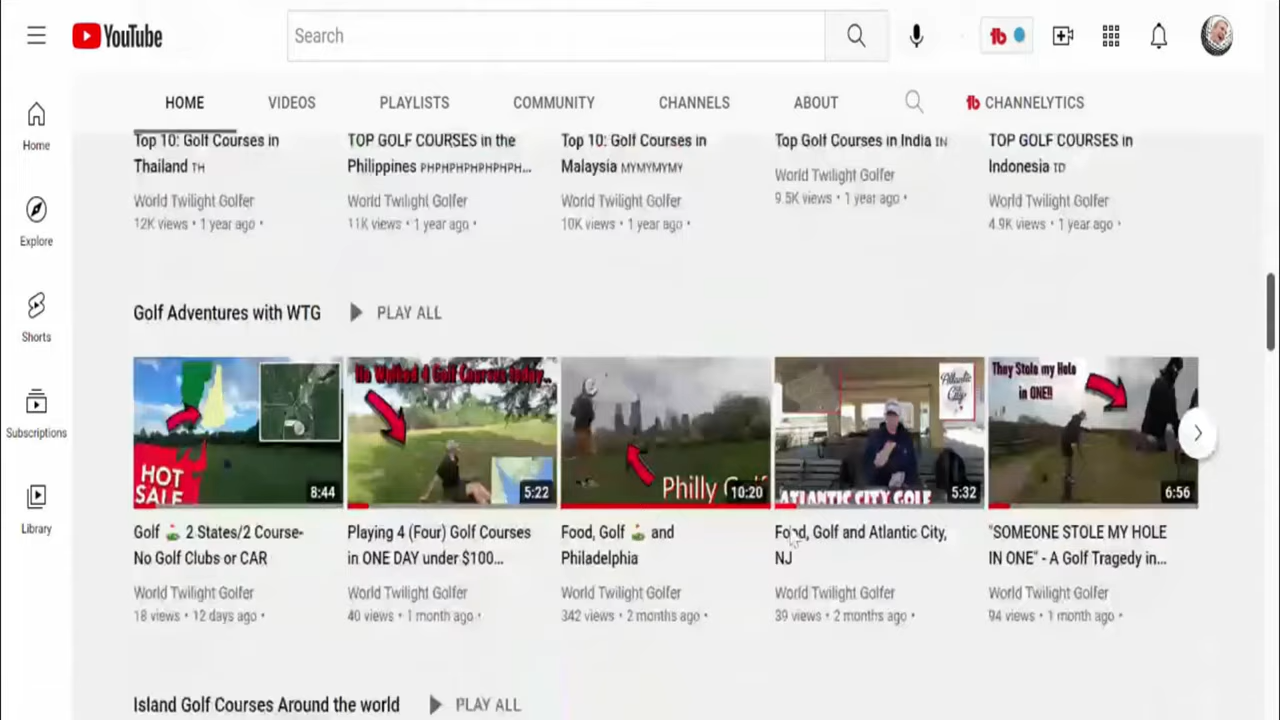 YouTube
Search
HOME VIDEOS PLAYLISTS COMMUNITY CHANNELS ABOUT CHANNELYTICS
Home
Explore
Shorts
Subscriptions
Library
Top 10: Golf Courses in
Thailand TH
World Twilight Golfer
12K views • 1 year ago •
TOP GOLF COURSES in the
Philippines PHPHPHPHPHPH...
World Twilight Golfer
11K views • 1 year ago •
Top 10: Golf Courses in
Malaysia MYMYMYMY
World Twilight Golfer
10K views • 1 year ago •
Top Golf Courses in India IN
World Twilight Golfer
9.5K views • 1 year ago •
TOP GOLF COURSES in
Indonesia ID
World Twilight Golfer
4.9K views • 1 year ago •
Golf Adventures with WTG PLAY ALL
HOT
SALE
8:44
Golf ⛳ 2 States/2 Course-
No Golf Clubs or CAR
World Twilight Golfer
18 views • 12 days ago •
No Walked 4 Golf Courses today..
5:22
Playing 4 (Four) Golf Courses
in ONE DAY under $100...
World Twilight Golfer
40 views • 1 month ago •
Philly Golf
10:20
Food, Golf ⛳ and
Philadelphia
World Twilight Golfer
342 views • 2 months ago •
Atlantic
City
ATLANTIC CITY GOLF
5:32
Food, Golf and Atlantic City,
NJ
World Twilight Golfer
39 views • 2 months ago •
They Stole my Hole
in ONE!!
6:56
"SOMEONE STOLE MY HOLE
IN ONE" - A Golf Tragedy in...
World Twilight Golfer
94 views • 1 month ago •
Island Golf Courses Around the world PLAY ALL